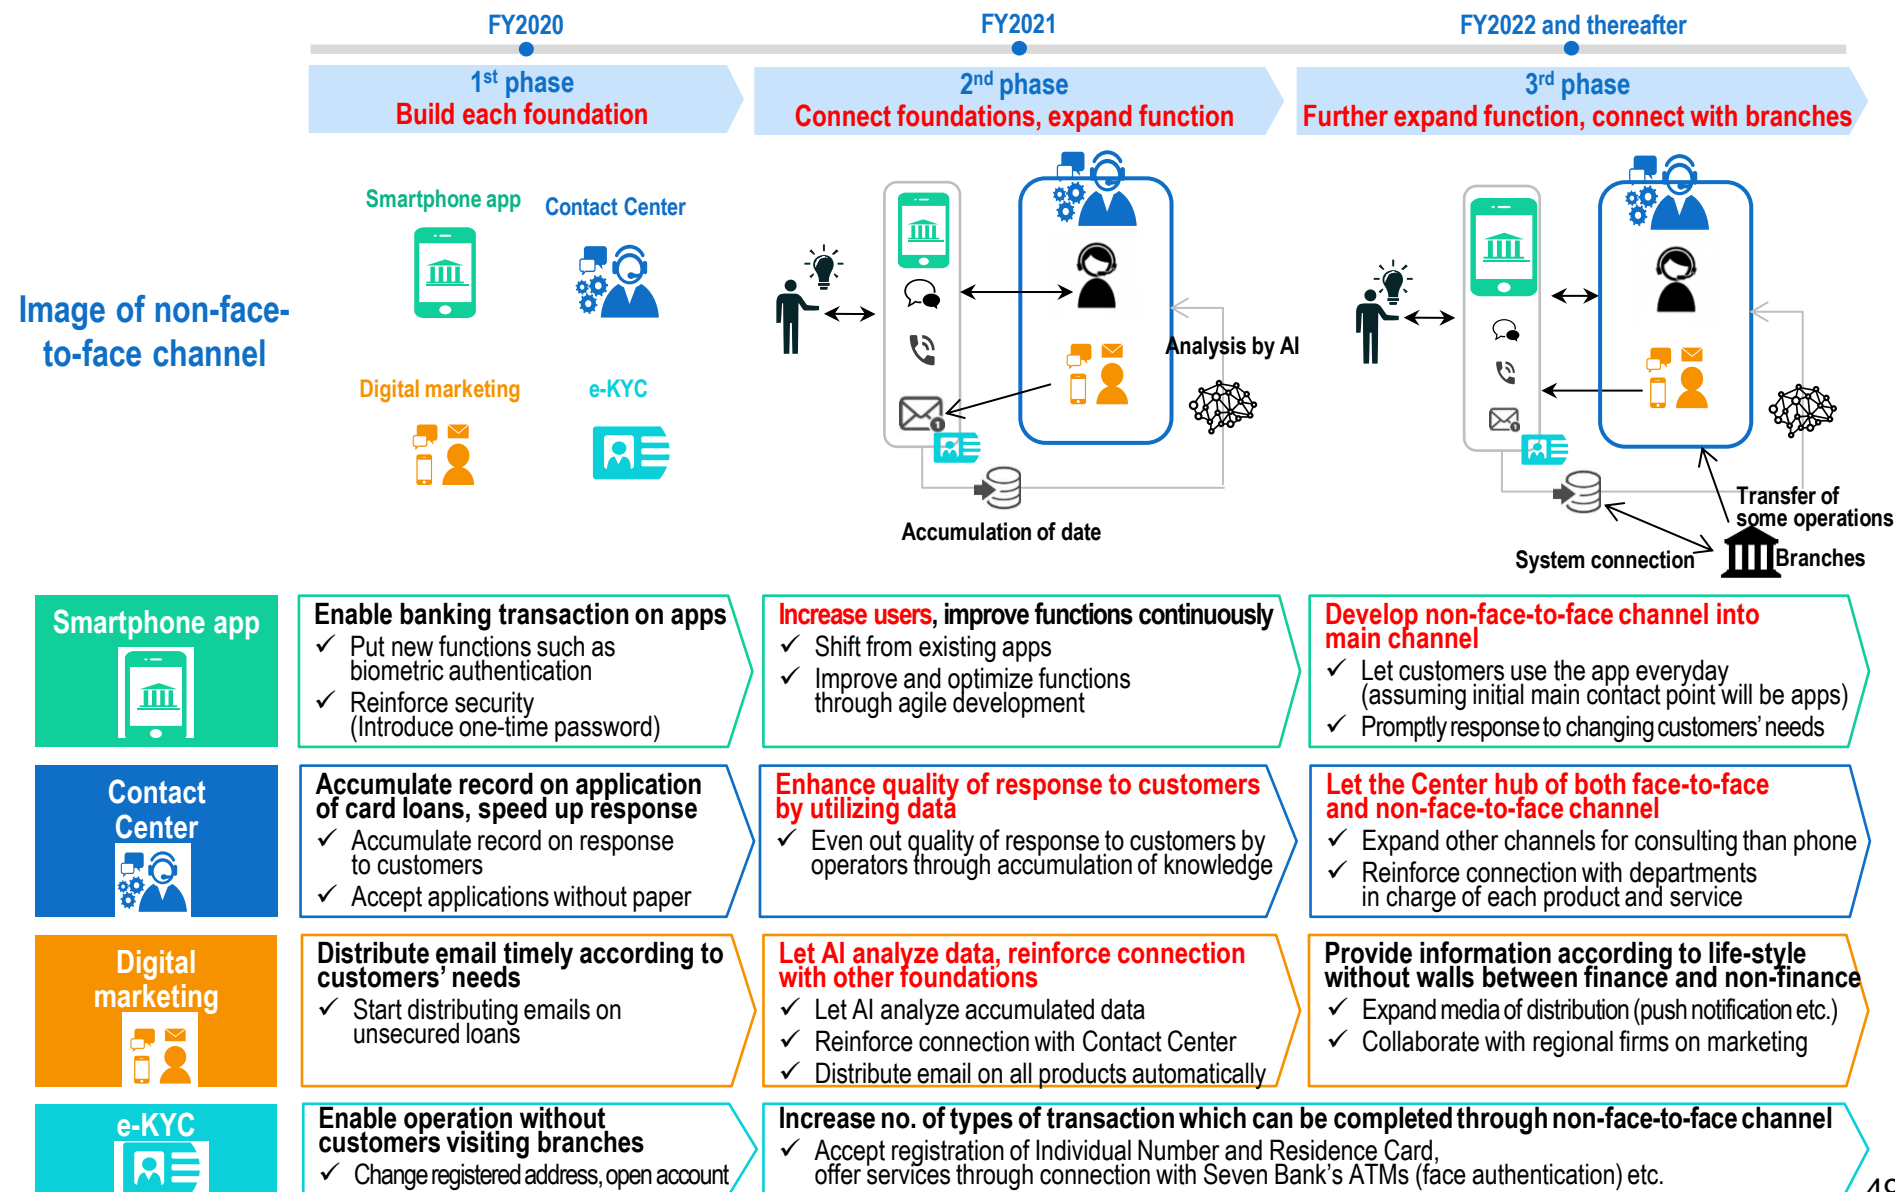 FY2020
FY2021
FY2022 and thereafter
1st phase
Build each foundation
2nd phase
Connect foundations, expand function
3rd phase
Further expand function, connect with branches
Image of non-face-
to-face channel
Smartphone app
Contact Center
Digital marketing
e-KYC
Analysis by AI
1
Accumulation of date
1
Transfer of
some operations
System connection
Branches
Smartphone app
Enable banking transaction on apps
✓ Put new functions such as
biometric authentication
✓ Reinforce security
(Introduce one-time password)
Increase users, improve functions continuously
✓ Shift from existing apps
✓ Improve and optimize functions
through agile development
Develop non-face-to-face channel into
main channel
✓ Let customers use the app everyday
(assuming initial main contact point will be apps)
✓ Promptly response to changing customers' needs
Contact
Center
Accumulate record on application
of card loans, speed up response
✓ Accumulate record on response
to customers
✓ Accept applications without paper
Enhance quality of response to customers
by utilizing data
✓ Even out quality of response to customers by
operators through accumulation of knowledge
Let the Center hub of both face-to-face
and non-face-to-face channel
✓ Expand other channels for consulting than phone
✓ Reinforce connection with departments
in charge of each product and service
Digital
marketing
Distribute email timely according to
customers' needs
✓ Start distributing emails on
unsecured loans
Let AI analyze data, reinforce connection
with other foundations
✓ Let AI analyze accumulated data
✓ Reinforce connection with Contact Center
✓ Distribute email on all products automatically
Provide information according to life-style
without walls between finance and non-finance
✓ Expand media of distribution (push notification etc.)
✓ Collaborate with regional firms on marketing
e-KYC
Enable operation without
customers visiting branches
✓ Change registered address, open account
Increase no. of types of transaction which can be completed through non-face-to-face channel
✓ Accept registration of Individual Number and Residence Card,
offer services through connection with Seven Bank's ATMs (face authentication) etc.